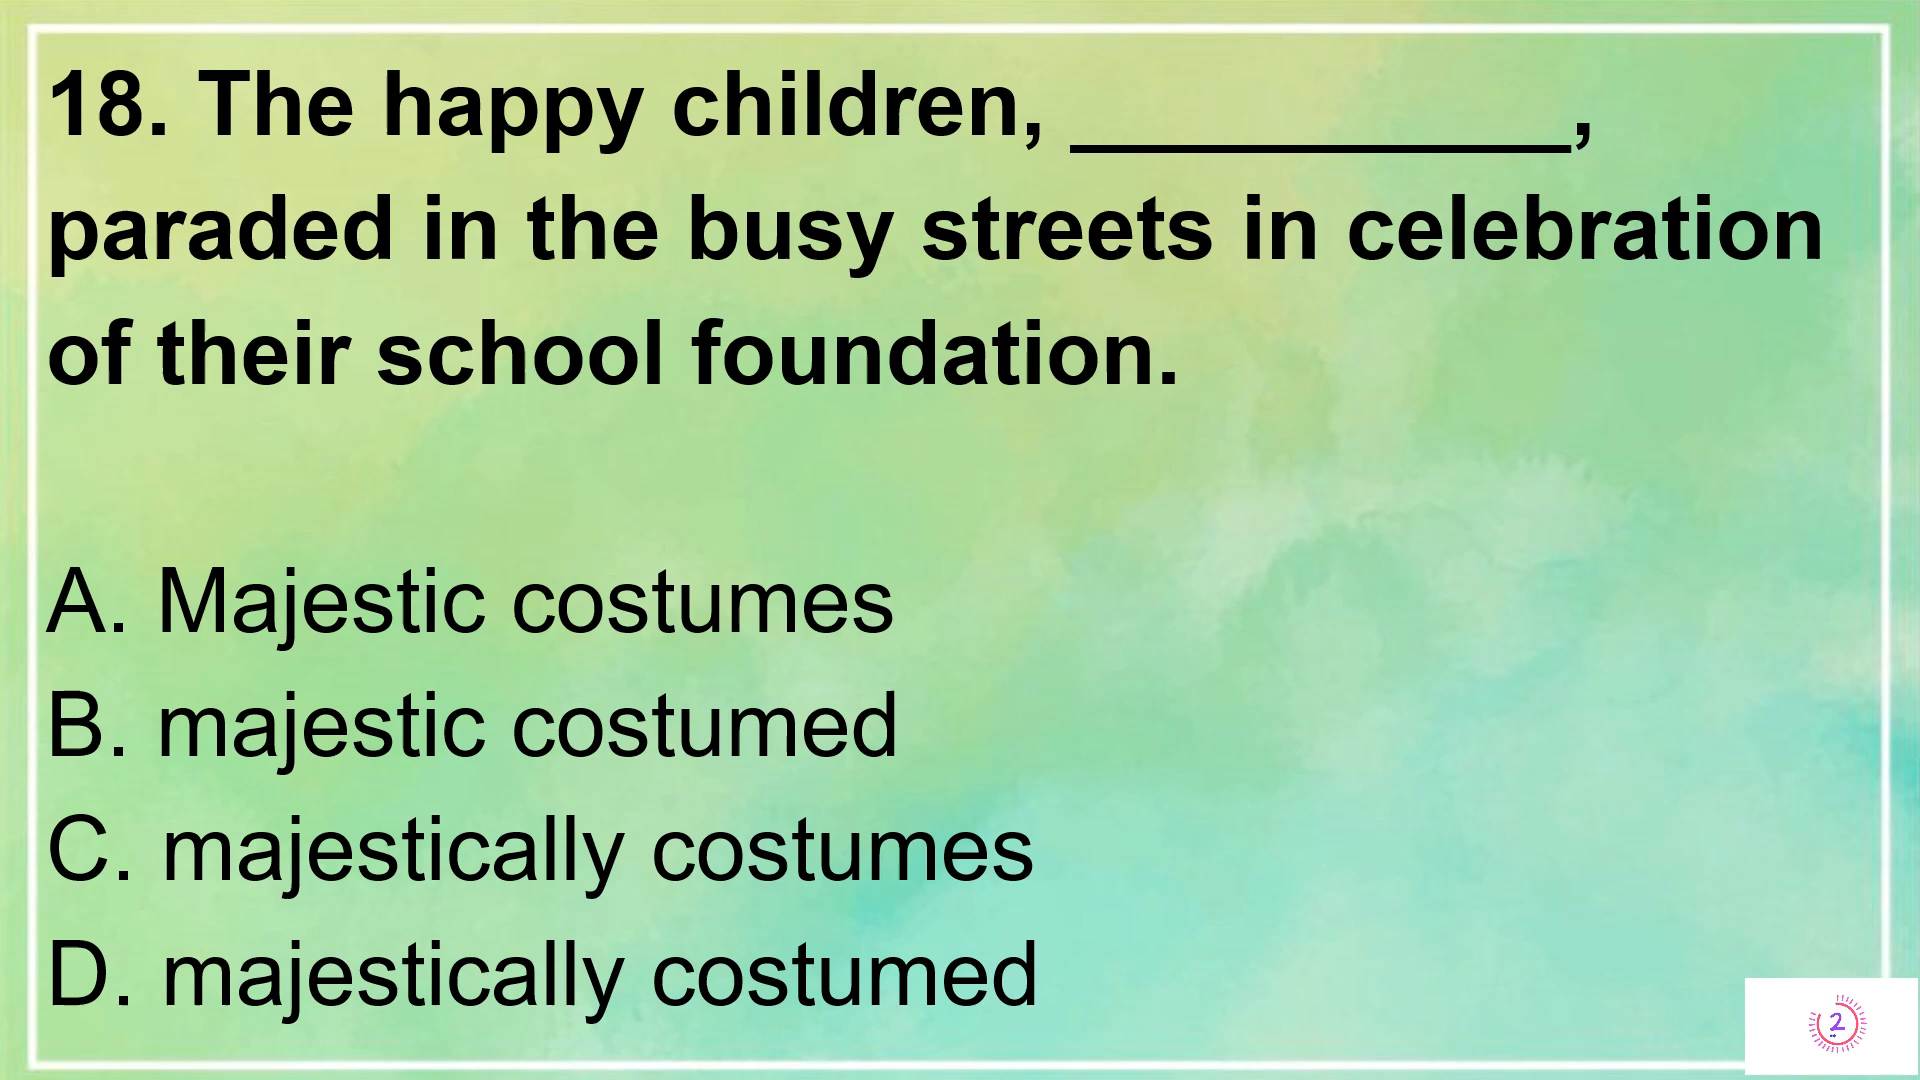 18. The happy children, ___________,
paraded in the busy streets in celebration
of their school foundation.
A. Majestic costumes
B. majestic costumed
C. majestically costumes
D. majestically costumed
2